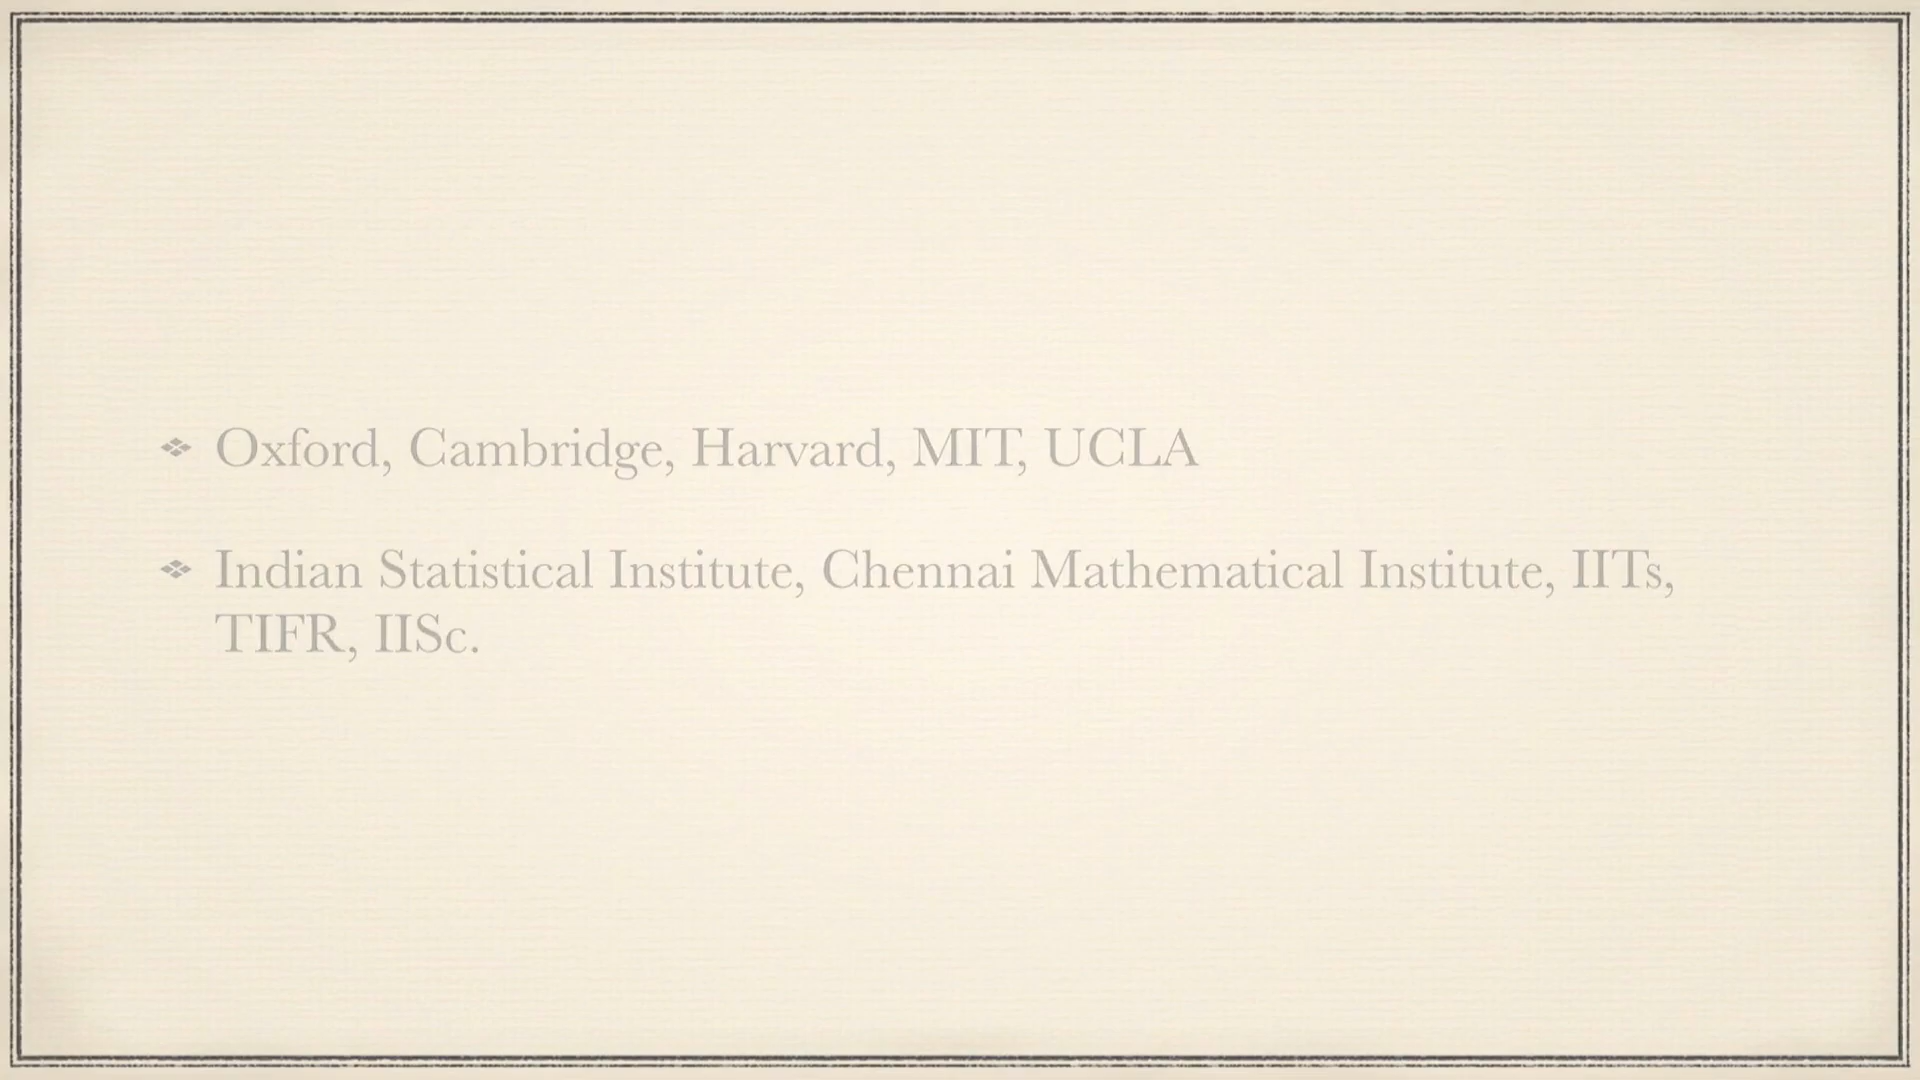 ❖ Oxford, Cambridge, Harvard, MIT, UCLA
❖ Indian Statistical Institute, Chennai Mathematical Institute, IITs,
TIFR, IISc.